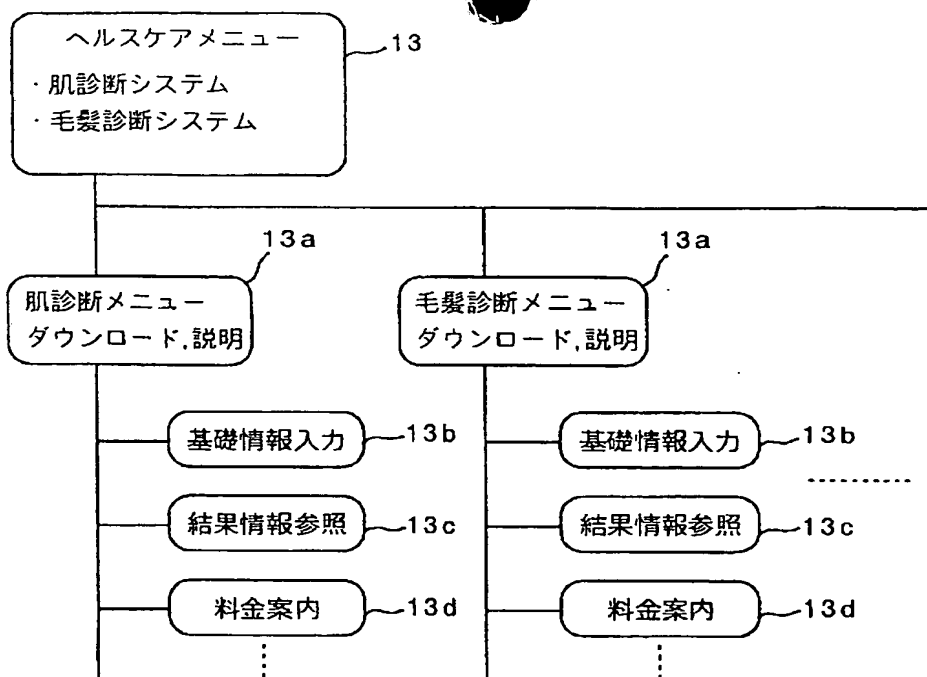 ヘルスケアメニュー
・肌診断システム
・毛髪診断システム
13
13a
13a
肌診断メニュー
ダウンロード,説明
毛髪診断メニュー
ダウンロード,説明
基礎情報入力
13b
基礎情報入力
13b
結果情報参照
13c
結果情報参照
13c
料金案内
13d
料金案内
13d